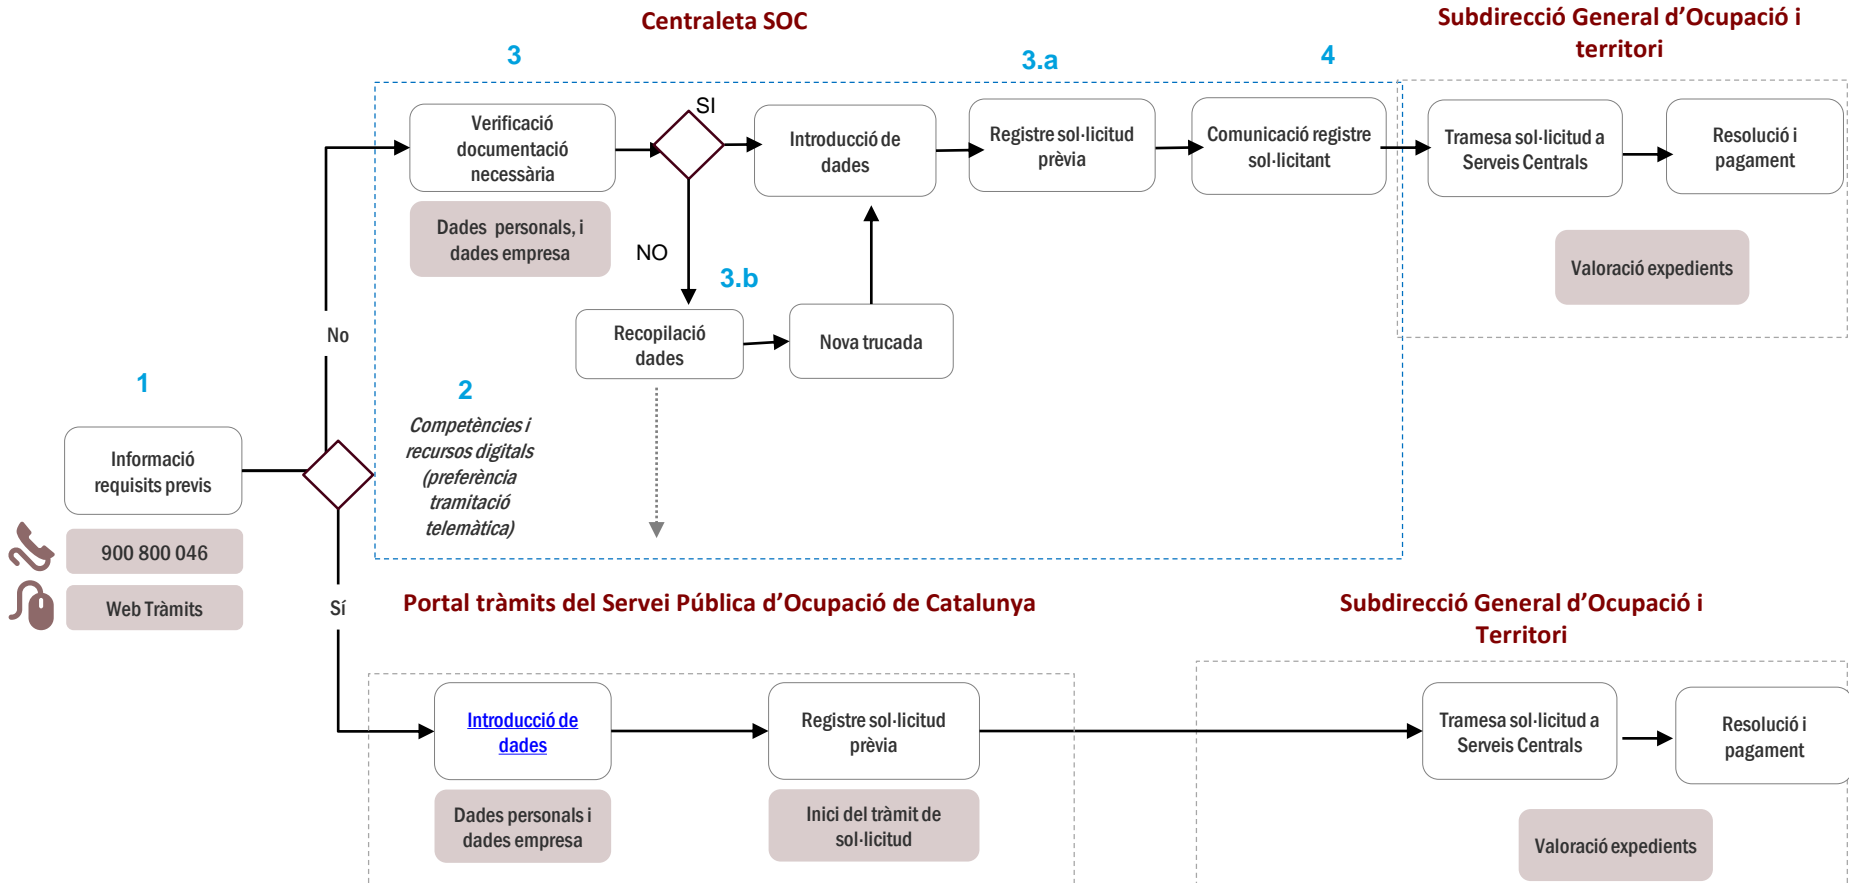 Centraleta SOC
Subdirecció General d’Ocupació i
territori
3
3.a
4
Verificació
documentació
necessària
SI
Introducció de
dades
Registre sol·licitud
prèvia
Comunicació registre
sol·licitant
Tramesa sol·licitud a
Serveis Centrals
Resolució i
pagament
Dades  personals, i
dades empresa
NO
3.b
Valoració expedients
Recopilació
dades
Nova trucada
No
1
2
Competències i
recursos digitals
(preferència
tramitació
telemàtica)
Informació
requisits previs
900 800 046
Web Tràmits
Sí
Portal tràmits del Servei Pública d’Ocupació de Catalunya
Subdirecció General d’Ocupació i
Territori
Introducció de
dades
Registre sol·licitud
prèvia
Tramesa sol·licitud a
Serveis Centrals
Resolució i
pagament
Dades personals i
dades empresa
Inici del tràmit de
sol·licitud
Valoració expedients